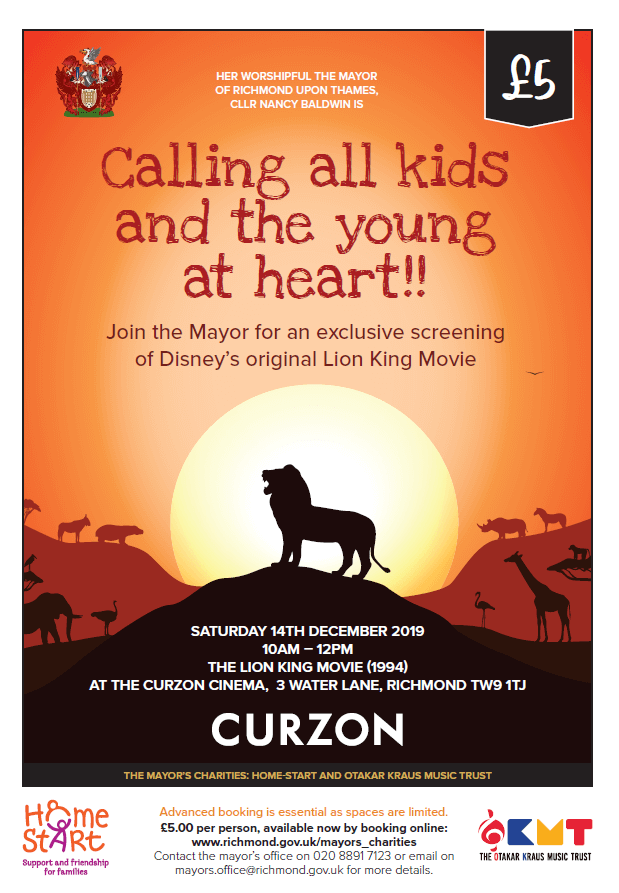 HER WORSHIPFUL THE MAYOR
OF RICHMOND UPON THAMES,
CLLR NANCY BALDWIN IS
£5
Calling all kids
and the young
at heart!!
Join the Mayor for an exclusive screening
of Disney's original Lion King Movie
SATURDAY 14TH DECEMBER 2019
10AM – 12PM
THE LION KING MOVIE (1994)
AT THE CURZON CINEMA, 3 WATER LANE, RICHMOND TW9 1TJ
CURZON
THE MAYOR'S CHARITIES: HOME-START AND OTAKAR KRAUS MUSIC TRUST
HOme
StARt
Support and friendship
for families
Advanced booking is essential as spaces are limited.
£5.00 per person, available now by booking online:
www.richmond.gov.uk/mayors_charities
Contact the mayor's office on 020 8891 7123 or email on
mayors.office@richmond.gov.uk for more details.
OKMT
THE OTAKAR KRAUS MUSIC TRUST